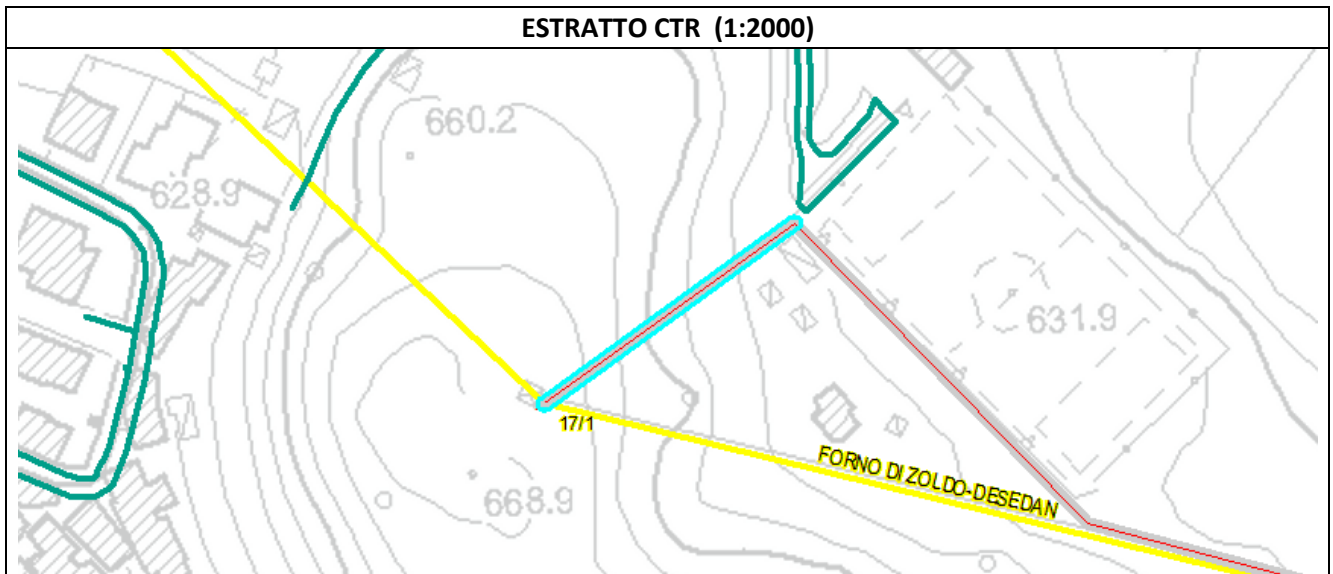 ESTRATTO CTR (1:2000)
660.2
628.9
631.9
17/1
FORNO DI ZOLDO-DESEDAN
668.9